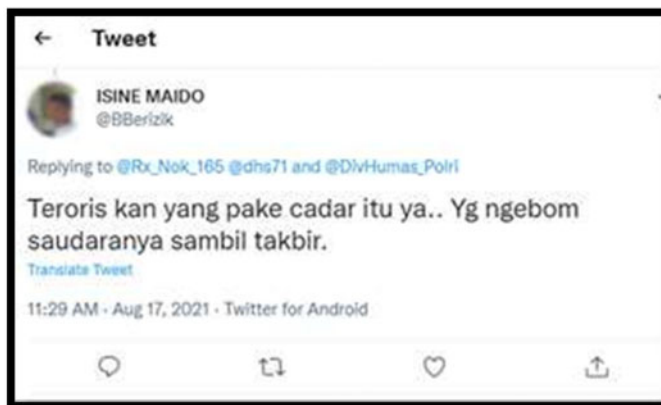 Tweet
ISINE MAIDO
@BBerizik
Replying to @Rx_Nok_165 @dhs71 and @DivHumas_Polri
Teroris kan yang pake cadar itu ya.. Yg ngebom
saudaranya sambil takbir.
Translate Tweet
11:29 AM - Aug 17, 2021 - Twitter for Android